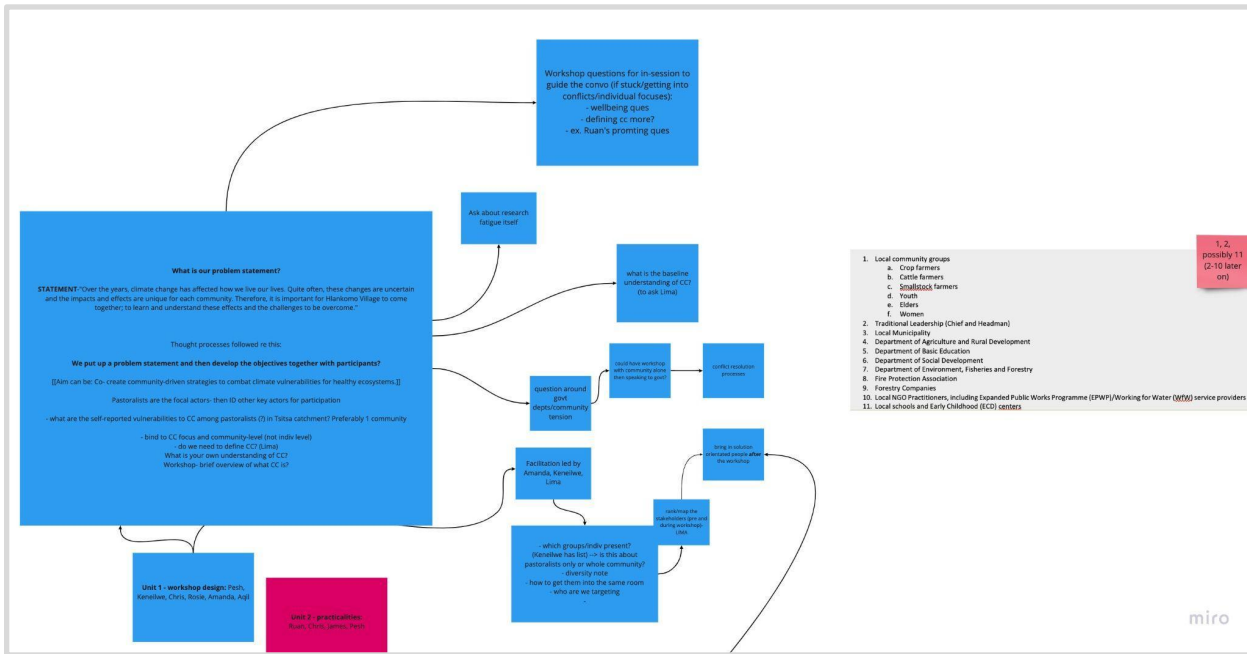 Workshop questions for in-session to
guide the convo (if stuck/getting into
conflicts/individual focuses):
- wellbeing ques
- defining cc more?
- ex. Ruan's promting ques
Ask about research
fatigue itself
What is our problem statement?
STATEMENT-"Over the years, climate change has affected how we live our lives. Quite often, these changes are uncertain
and the impacts and effects are unique for each community. Therefore, it is important for Hlankomo Village to come
together; to learn and understand these effects and the challenges to be overcome."
Thought processes followed re this:
We put up a problem statement and then develop the objectives together with participants?
[[Aim can be: Co- create community-driven strategies to combat climate vulnerabilities for healthy ecosystems.]]
Pastoralists are the focal actors- then ID other key actors for participation
- what are the self-reported vulnerabilities to CC among pastoralists (?) in Tsitsa catchment? Preferably 1 community
- bind to CC focus and community-level (not indiv level)
- do we need to define CC? (Lima)
What is your own understanding of CC?
Workshop- brief overview of what CC is?
what is the baseline
understanding of CC?
(to ask Lima)
could have workshop
with community alone
then speaking to govt?
conflict resolution
processes
question around
govt
depts/community
tension
bring in solution
orientated people after
the workshop
Facilitation led by
Amanda, Keneilwe,
Lima
rank/map the
stakeholders (pre and
during workshop)-
LIMA
- which groups/indiv present?
(Keneilwe has list) --> is this about
pastoralists only or whole community?
- diversity note
- how to get them into the same room
- who are we targeting
-
Unit 1 - workshop design: Pesh,
Keneilwe, Chris, Rosie, Amanda, Aqil
Unit 2 - practicalities:
Ruan, Chris, James, Pesh
1, 2,
possibly 11
(2-10 later
on)
1. Local community groups
a. Crop farmers
b. Cattle farmers
c. Smallstock farmers
d. Youth
e. Elders
f. Women
2. Traditional Leadership (Chief and Headman)
3. Local Municipality
4. Department of Agriculture and Rural Development
5. Department of Basic Education
6. Department of Social Development
7. Department of Environment, Fisheries and Forestry
8. Fire Protection Association
9. Forestry Companies
10. Local NGO Practitioners, including Expanded Public Works Programme (EPWP)/Working for Water (WfW) service providers
11. Local schools and Early Childhood (ECD) centers
miro